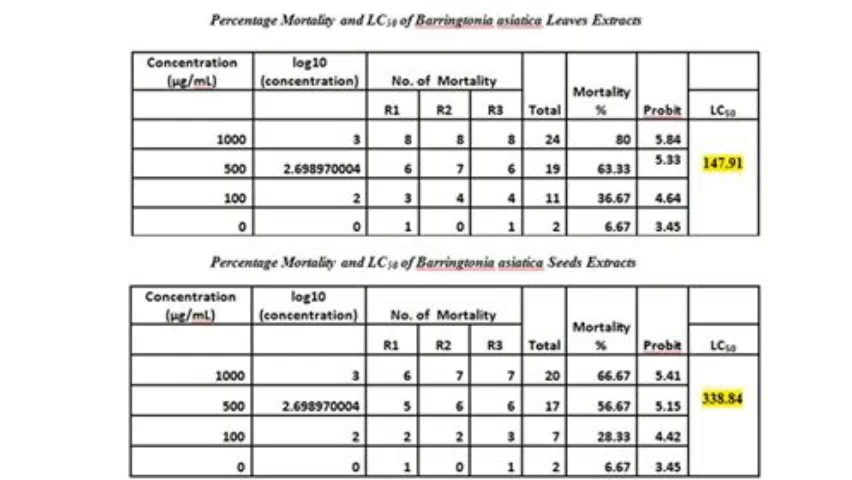 Percentage Mortality and LC50 of Barringtonia asiatica Leaves Extracts
Concentration (µg/mL) log10 (concentration) No. of Mortality Mortality % Probit LC50
R1 R2 R3 Total
1000 3 8 8 8 24 80 5.84
500 2.698970004 6 7 6 19 63.33 5.33 147.91
100 2 3 4 4 11 36.67 4.64
0 0 1 0 1 2 6.67 3.45
Percentage Mortality and LC50 of Barringtonia asiatica Seeds Extracts
Concentration (µg/mL) log10 (concentration) No. of Mortality Mortality % Probit LC50
R1 R2 R3 Total
1000 3 6 7 7 20 66.67 5.41
500 2.698970004 5 6 6 17 56.67 5.15 338.84
100 2 2 2 3 7 28.33 4.42
0 0 1 0 1 2 6.67 3.45